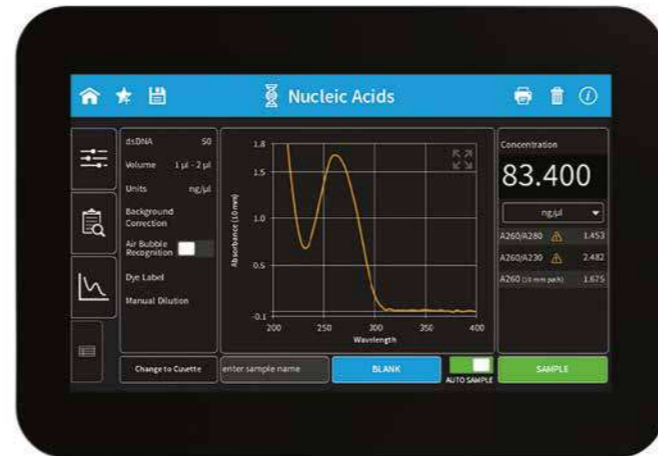 Nucleic Acids
dsDNA 50
Volume 1 µl - 2 µl
Units ng/µl
Background
Correction
Air Bubble
Recognition
Dye Label
Manual Dilution
Absorbance (10 mm)
1.8
1.5
1.0
0.5
-0.1
200 250 300 350 400
Wavelength
Concentration
83.400
ng/µl
A260/A280 1.453
A260/A230 2.482
A260 (10 mm path) 1.675
Change to Cuvette
enter sample name
BLANK
AUTO SAMPLE
SAMPLE